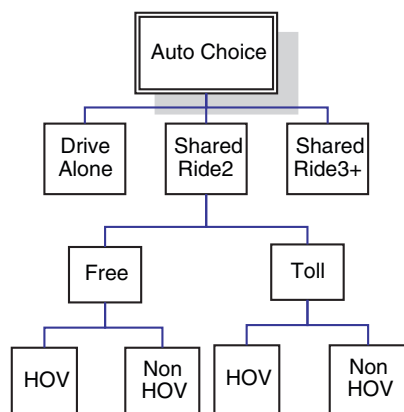 Auto Choice
Drive
Alone
Shared
Ride2
Shared
Ride3+
Free
Toll
HOV
Non
HOV
HOV
Non
HOV